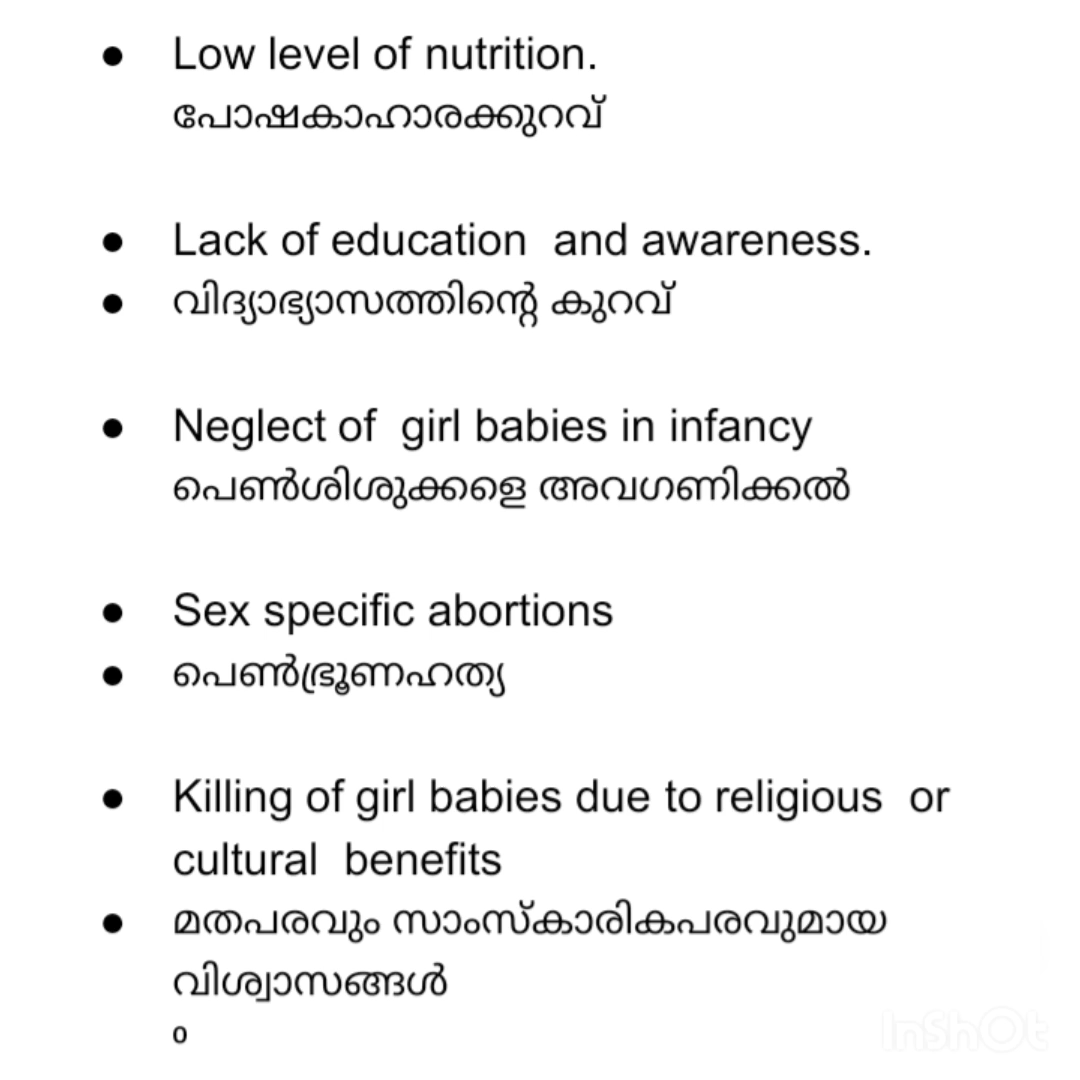 ● Low level of nutrition.
പോഷകാഹാരക്കുറവ്
● Lack of education  and awareness.
● വിദ്യാഭ്യാസത്തിന്റെ കുറവ്
● Neglect of  girl babies in infancy
പെൺശിശുക്കളെ അവഗണിക്കൽ
● Sex specific abortions
● പെൺഭ്രൂണഹത്യ
● Killing of girl babies due to religious  or
cultural  benefits
● മതപരവും സാംസ്കാരികപരവുമായ
വിശ്വാസങ്ങൾ
o
InShOt